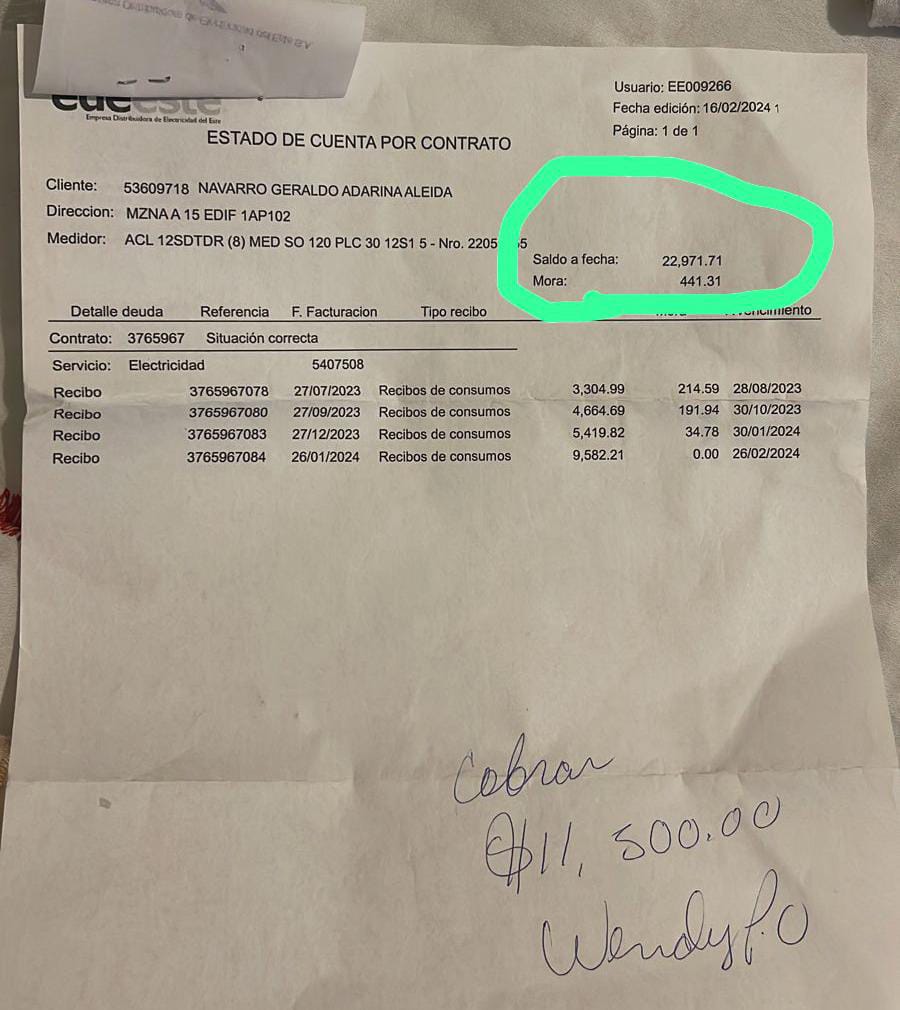 edeeste
Empresa Distribuidora de Electricidad del Este
Usuario: EE009266
Fecha edición: 16/02/2024 1
Página: 1 de 1
ESTADO DE CUENTA POR CONTRATO
Cliente: 53609718 NAVARRO GERALDO ADARINA ALEIDA
Direccion: MZNA A 15 EDIF 1AP102
Medidor: ACL 12SDTDR (8) MED SO 120 PLC 30 12S1 5 - Nro.
Saldo a fecha: 22,971.71
Mora: 441.31
Detalle deuda Referencia F. Facturacion Tipo recibo
Contrato: 3765967 Situación correcta
Servicio: Electricidad 5407508
Recibo 3765967078 27/07/2023 Recibos de consumos 3,304.99 214.59 28/08/2023
Recibo 3765967080 27/09/2023 Recibos de consumos 4,664.69 191.94 30/10/2023
Recibo 3765967083 27/12/2023 Recibos de consumos 5,419.82 34.78 30/01/2024
Recibo 3765967084 26/01/2024 Recibos de consumos 9,582.21 0.00 26/02/2024
Cobrar
$11,500.00
Wendy P.O